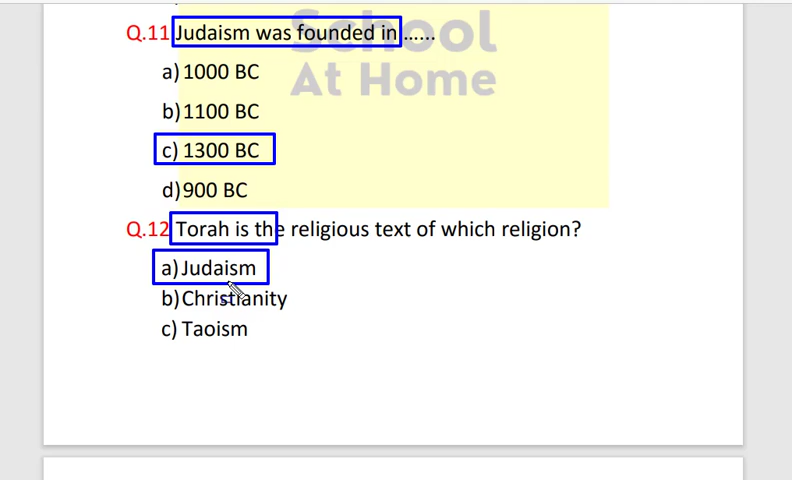 Q.11 Judaism was founded in ......
School
a) 1000 BC
At Home
b) 1100 BC
c) 1300 BC
d) 900 BC
Q.12 Torah is the religious text of which religion?
a) Judaism
b) Christianity
c) Taoism